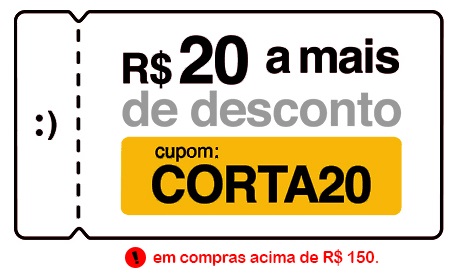 :)
R$ 20 a mais
de desconto
cupom:
CORTA20
! em compras acima de R$ 150.